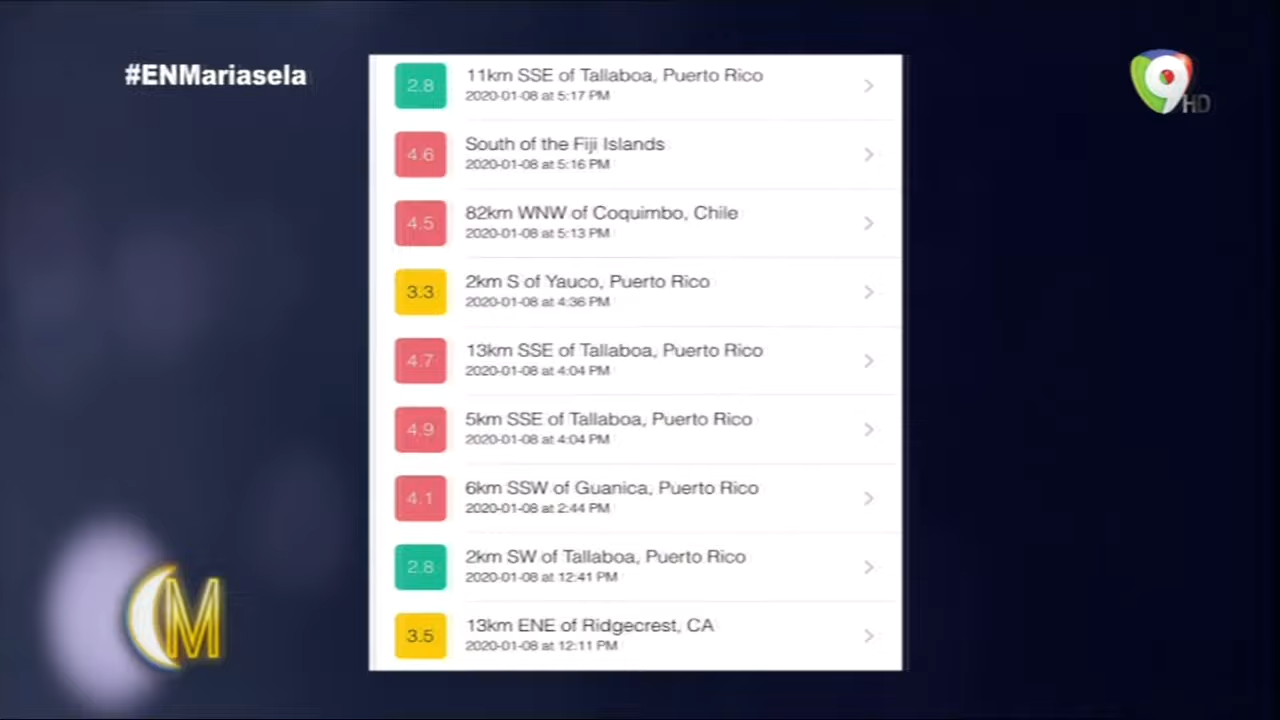 #ENMariasela
9
HD
2.8
11km SSE of Tallaboa, Puerto Rico
2020-01-08 at 5:17 PM
4.6
South of the Fiji Islands
2020-01-08 at 5:16 PM
4.5
82km WNW of Coquimbo, Chile
2020-01-08 at 5:13 PM
3.3
2km S of Yauco, Puerto Rico
2020-01-08 at 4:36 PM
4.7
13km SSE of Tallaboa, Puerto Rico
2020-01-08 at 4:04 PM
4.9
5km SSE of Tallaboa, Puerto Rico
2020-01-08 at 4:04 PM
4.1
6km SSW of Guanica, Puerto Rico
2020-01-08 at 2:44 PM
2.8
2km SW of Tallaboa, Puerto Rico
2020-01-08 at 12:41 PM
3.5
13km ENE of Ridgecrest, CA
2020-01-08 at 12:11 PM
M